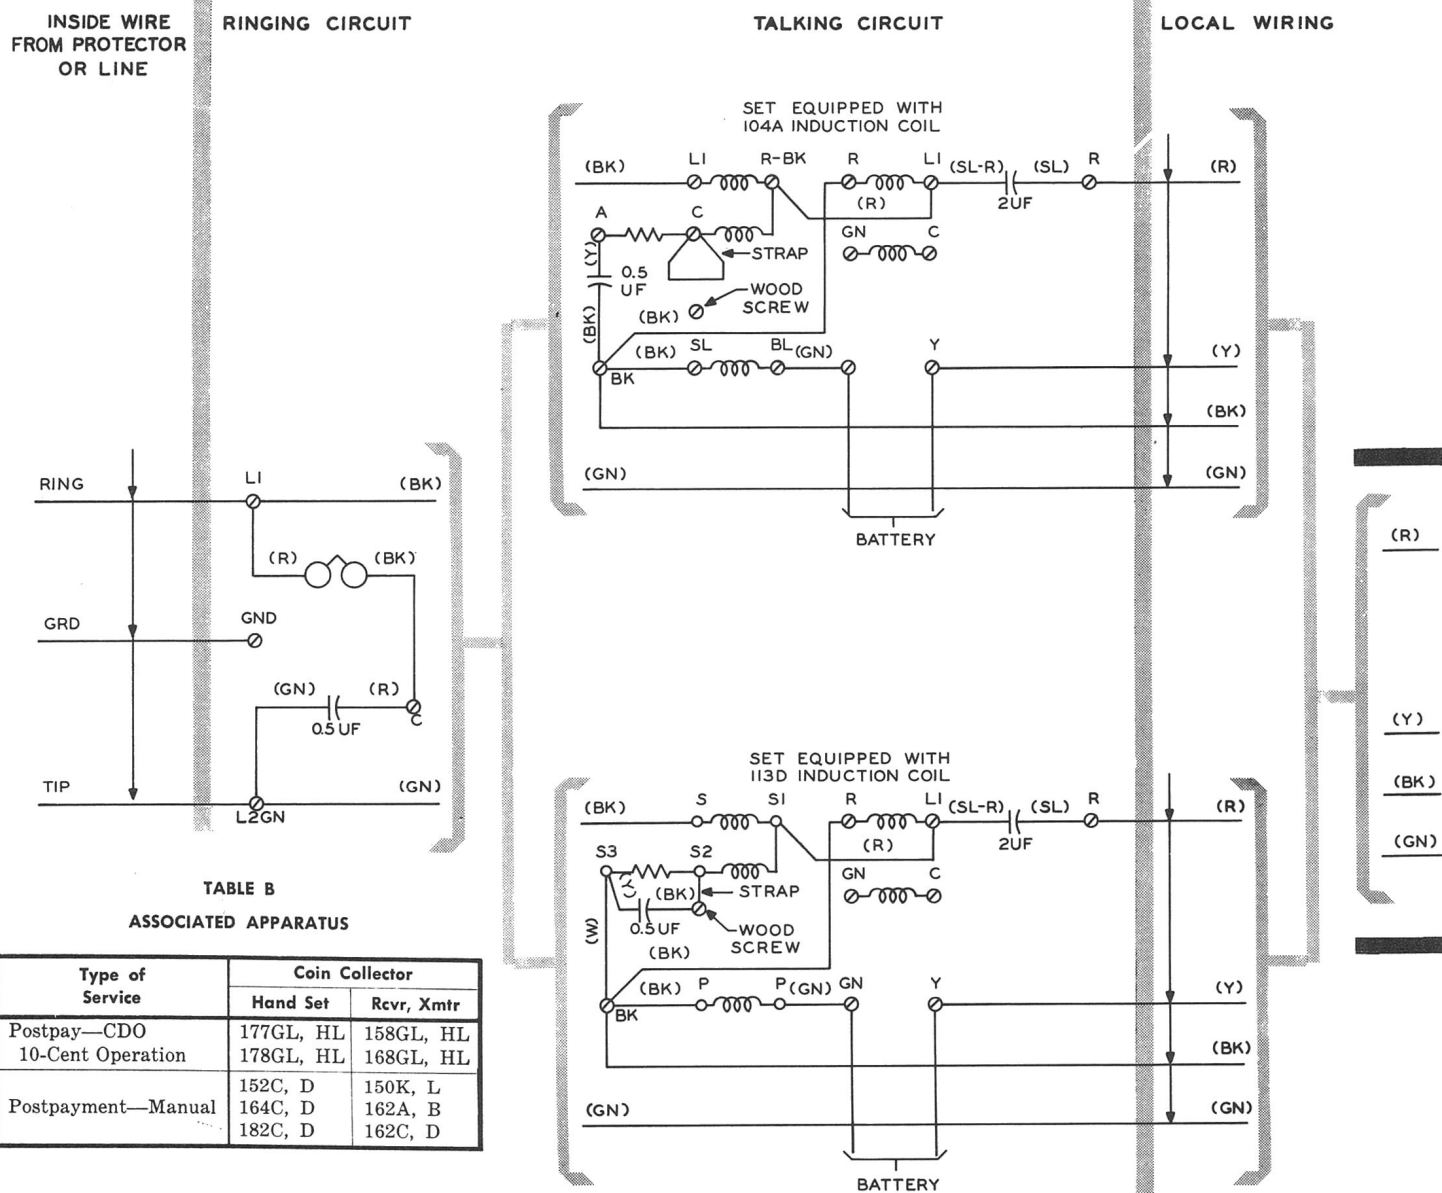 INSIDE WIRE
FROM PROTECTOR
OR LINE
RINGING CIRCUIT
TALKING CIRCUIT
LOCAL WIRING
SET EQUIPPED WITH
104A INDUCTION COIL
(BK) L1 R-BK R L1 (SL-R) (SL) R (R)
(R) 2UF
A C GN C
(Y) STRAP
0.5
UF
WOOD
SCREW
(BK) (BK)
(BK) SL BL (GN) Y (Y)
BK
(BK)
(GN) (GN)
BATTERY
RING L1 (BK)
(R) (BK)
GRD GND
(GN) (R)
0.5 UF C
TIP (GN)
L2GN
(R)
(Y)
(BK)
(GN)
SET EQUIPPED WITH
113D INDUCTION COIL
(BK) S S1 R L1 (SL-R) (SL) R (R)
(R) 2UF
S3 S2 GN C
(Y) (BK) STRAP
0.5 UF WOOD
SCREW
(W) (BK)
(BK) P P (GN) GN Y (Y)
BK
(BK)
(GN) (GN)
BATTERY
TABLE B
ASSOCIATED APPARATUS
Type of
Service
Coin Collector
Hand Set Rcvr, Xmtr
Postpay—CDO 177GL, HL 158GL, HL
10-Cent Operation 178GL, HL 168GL, HL
152C, D 150K, L
Postpayment—Manual 164C, D 162A, B
182C, D 162C, D